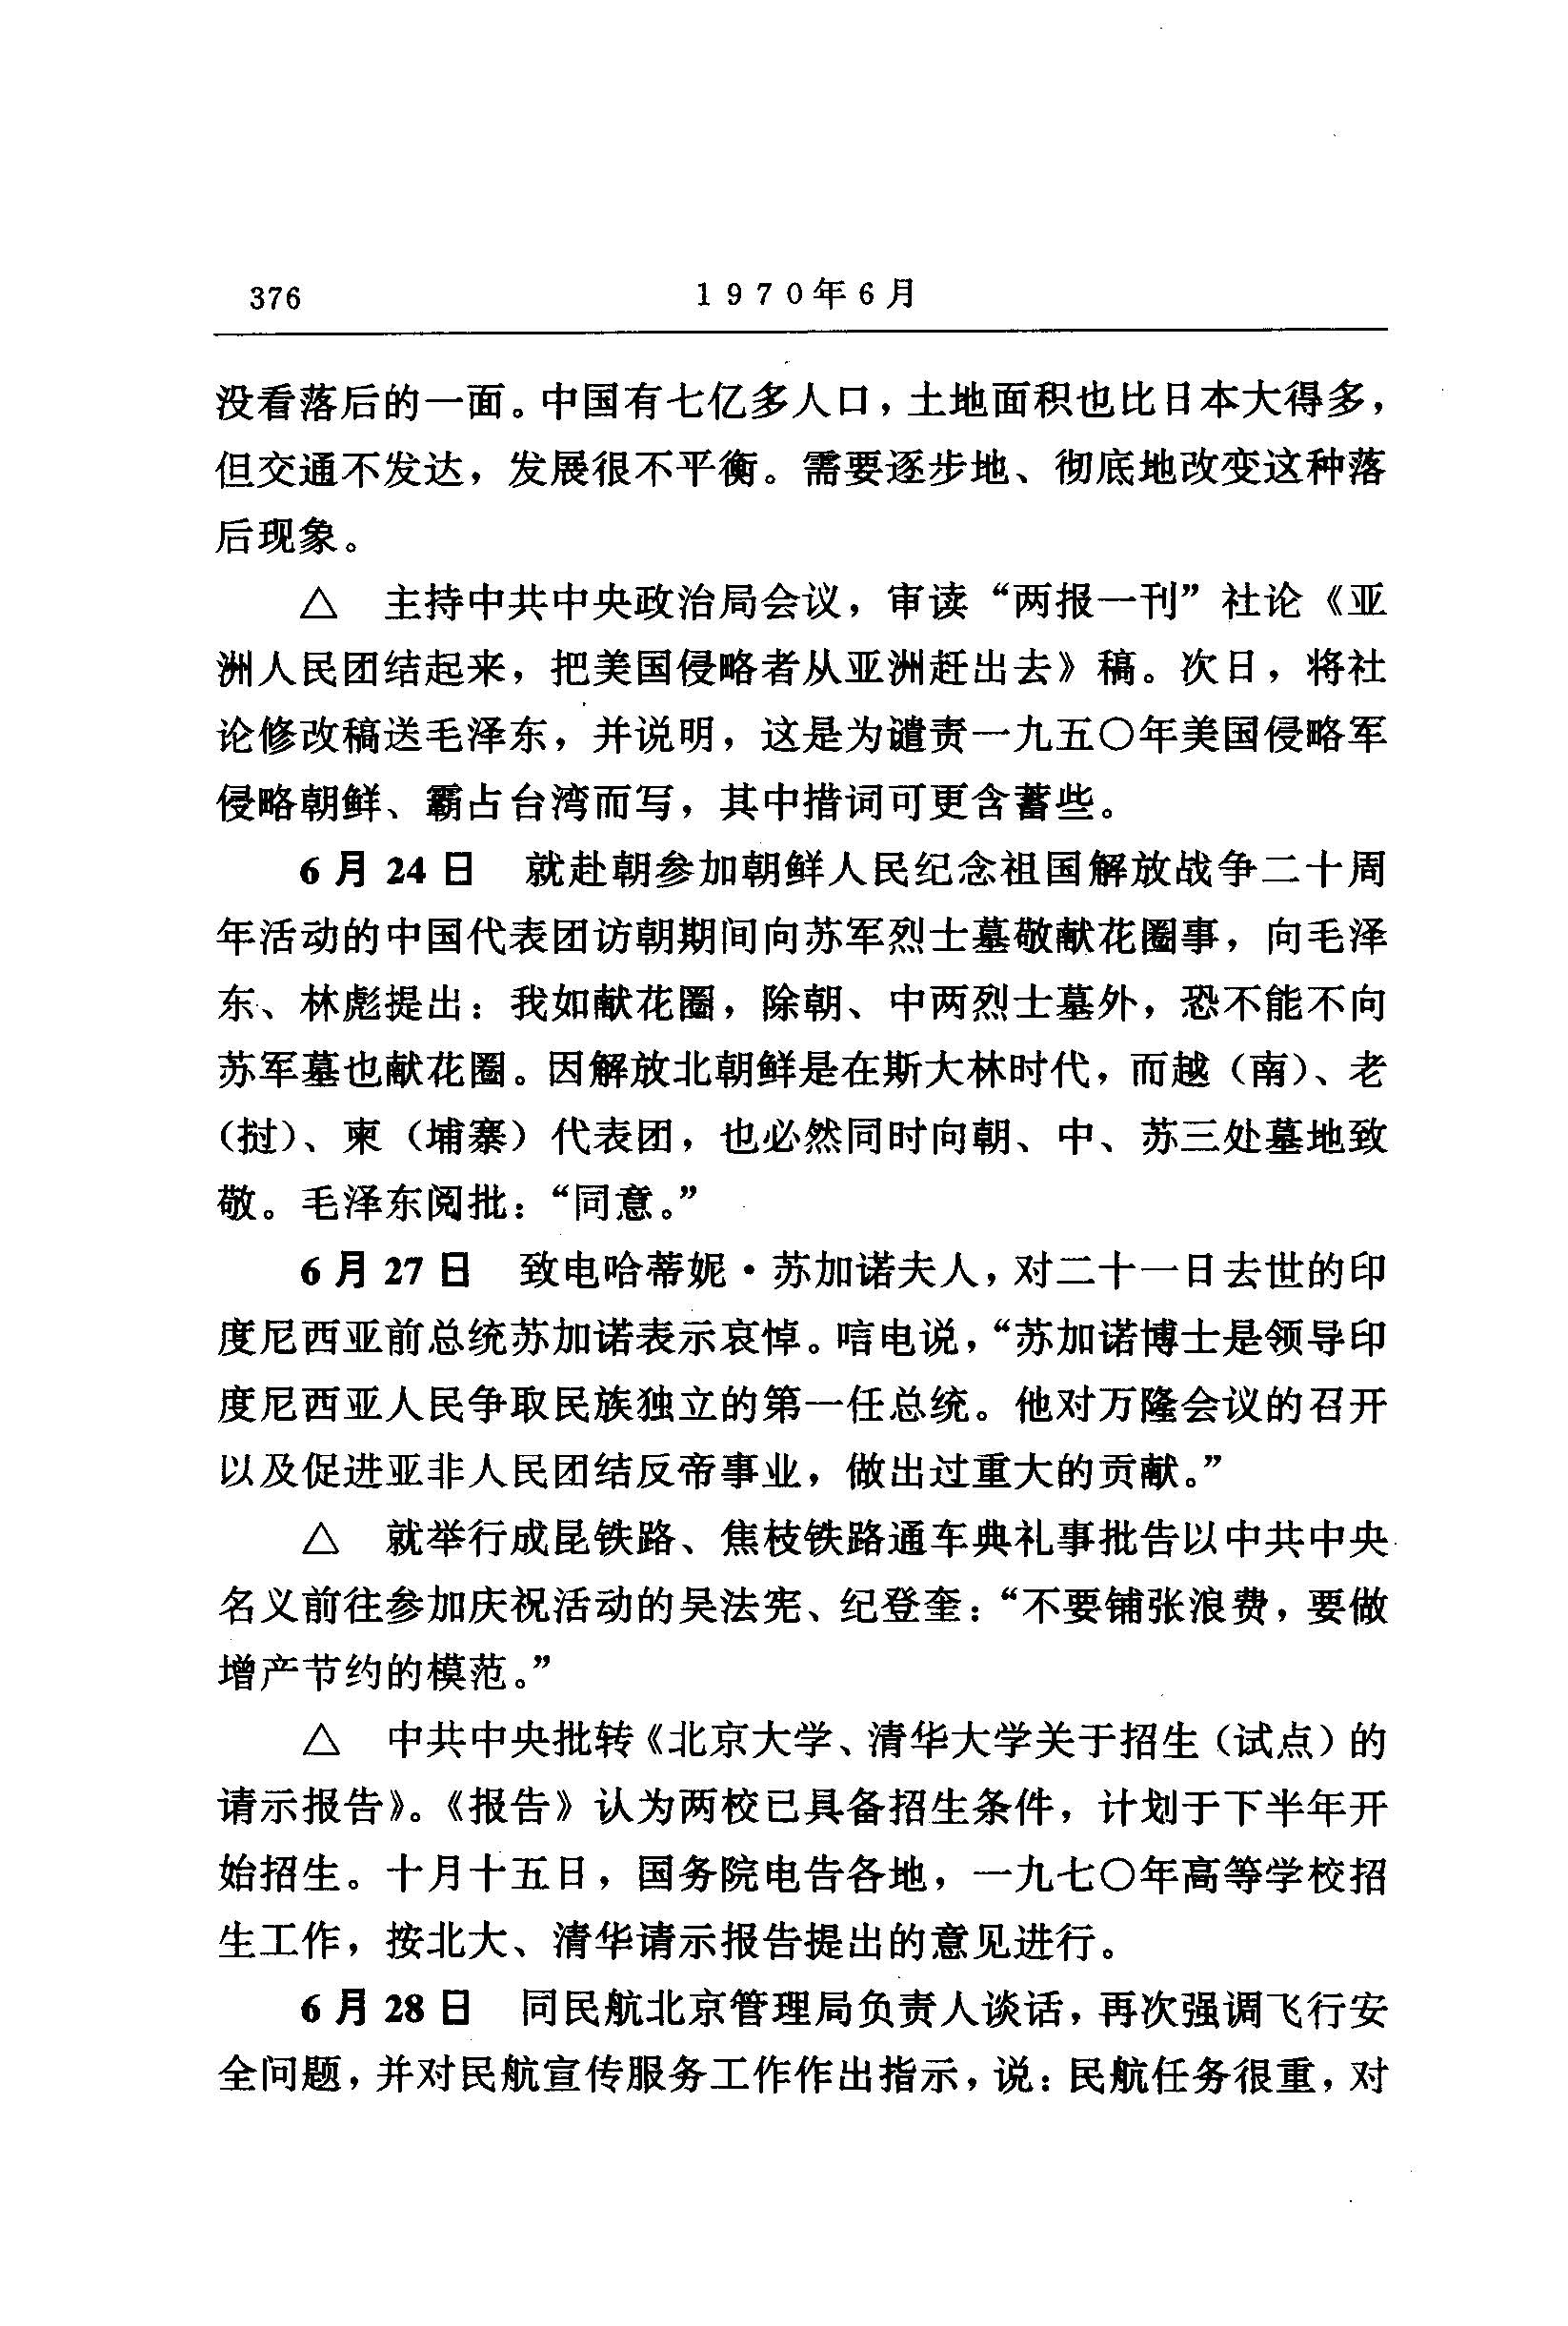 376
1970年6月
没看落后的一面。中国有七亿多人口，土地面积也比日本大得多，
但交通不发达，发展很不平衡。需要逐步地、彻底地改变这种落
后现象。
△　主持中共中央政治局会议，审读“两报一刊”社论《亚
洲人民团结起来，把美国侵略者从亚洲赶出去》稿。次日，将社
论修改稿送毛泽东，并说明，这是为谴责一九五〇年美国侵略军
侵略朝鲜、霸占台湾而写，其中措词可更含蓄些。
6月24日　就赴朝参加朝鲜人民纪念祖国解放战争二十周
年活动的中国代表团访朝期间向苏军烈士墓敬献花圈事，向毛泽
东、林彪提出：我如献花圈，除朝、中两烈士墓外，恐不能不向
苏军墓也献花圈。因解放北朝鲜是在斯大林时代，而越（南）、老
（挝）、柬（埔寨）代表团，也必然同时向朝、中、苏三处墓地致
敬。毛泽东阅批：“同意。”
6月27日　致电哈蒂妮·苏加诺夫人，对二十一日去世的印
度尼西亚前总统苏加诺表示哀悼。唁电说，“苏加诺博士是领导印
度尼西亚人民争取民族独立的第一任总统。他对万隆会议的召开
以及促进亚非人民团结反帝事业，做出过重大的贡献。”
△　就举行成昆铁路、焦枝铁路通车典礼事批告以中共中央
名义前往参加庆祝活动的吴法宪、纪登奎：“不要铺张浪费，要做
增产节约的模范。”
△　中共中央批转《北京大学、清华大学关于招生（试点）的
请示报告》。《报告》认为两校已具备招生条件，计划于下半年开
始招生。十月十五日，国务院电告各地，一九七〇年高等学校招
生工作，按北大、清华请示报告提出的意见进行。
6月28日　同民航北京管理局负责人谈话，再次强调飞行安
全问题，并对民航宣传服务工作作出指示，说：民航任务很重，对